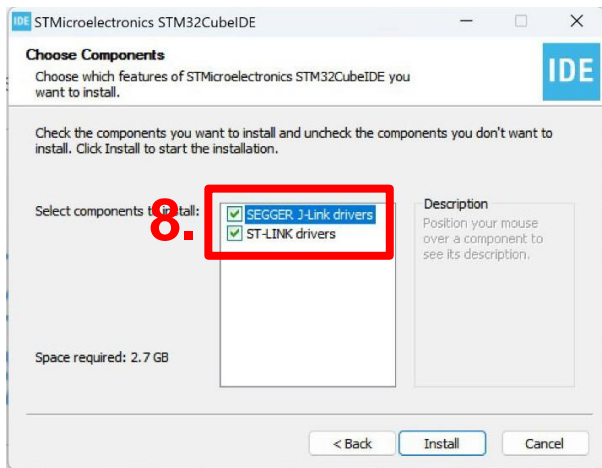 IDE STMicroelectronics STM32CubeIDE
Choose Components
Choose which features of STMicroelectronics STM32CubeIDE you
want to install.
IDE
Check the components you want to install and uncheck the components you don't want to
install. Click Install to start the installation.
Select components to install:
8.
SEGGER J-Link drivers
ST-LINK drivers
Description
Position your mouse
over a component to
see its description.
Space required: 2.7 GB
< Back
Install
Cancel